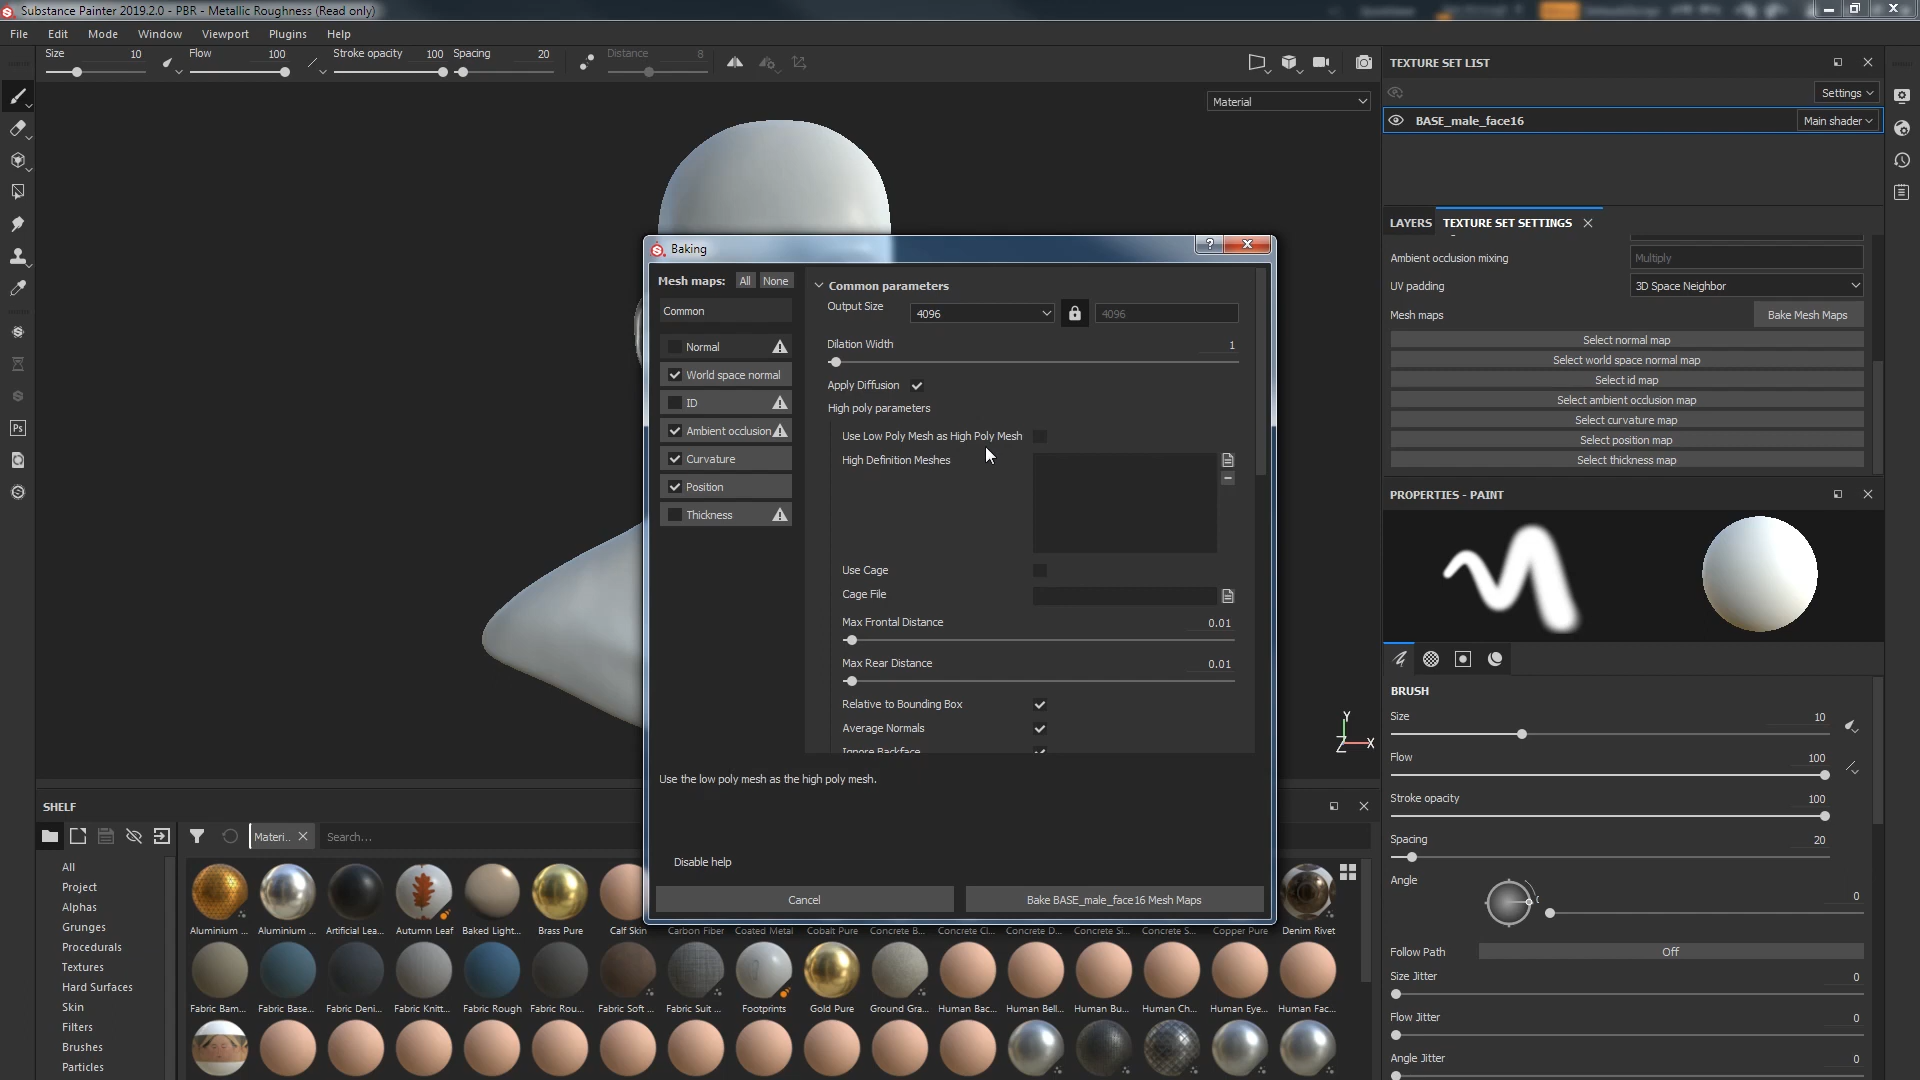 Substance Painter 2019.2.0 - PBR - Metallic Roughness (Read only)
File Edit Mode Window Viewport Plugins Help
Size 10 Flow 100 Stroke opacity 100 Spacing 20 Distance 8
Material
TEXTURE SET LIST
Settings
BASE_male_face16 Main shader
LAYERS TEXTURE SET SETTINGS
Ambient occlusion mixing Multiply
UV padding 3D Space Neighbor
Mesh maps Bake Mesh Maps
Select normal map
Select world space normal map
Select id map
Select ambient occlusion map
Select curvature map
Select position map
Select thickness map
PROPERTIES - PAINT
BRUSH
Size 10
Flow 100
Stroke opacity 100
Spacing 20
Angle 0
Follow Path Off
Size Jitter 0
Flow Jitter 0
Angle Jitter 0
Baking
Mesh maps: All None
Common
Normal
World space normal
ID
Ambient occlusion
Curvature
Position
Thickness
Common parameters
Output Size 4096 4096
Dilation Width 1
Apply Diffusion
High poly parameters
Use Low Poly Mesh as High Poly Mesh
High Definition Meshes
Use Cage
Cage File
Max Frontal Distance 0.01
Max Rear Distance 0.01
Relative to Bounding Box
Average Normals
Ignore Backface
Use the low poly mesh as the high poly mesh.
Disable help
Cancel Bake BASE_male_face16 Mesh Maps
Y
Z X
SHELF
Materi.. Search...
All
Project
Alphas
Grunges
Procedurals
Textures
Hard Surfaces
Skin
Filters
Brushes
Particles
Aluminium ... Aluminium ... Artificial Lea... Autumn Leaf Baked Light... Brass Pure Calf Skin Carbon Fiber Coated Metal Cobalt Pure Concrete B... Concrete Cl... Concrete D... Concrete Si... Concrete S... Copper Pure Denim Rivet
Fabric Bam... Fabric Base... Fabric Deni... Fabric Knitt... Fabric Rough Fabric Rou... Fabric Soft ... Fabric Suit ... Footprints Gold Pure Ground Gra... Human Bac... Human Bell... Human Bu... Human Ch... Human Eye... Human Fac...